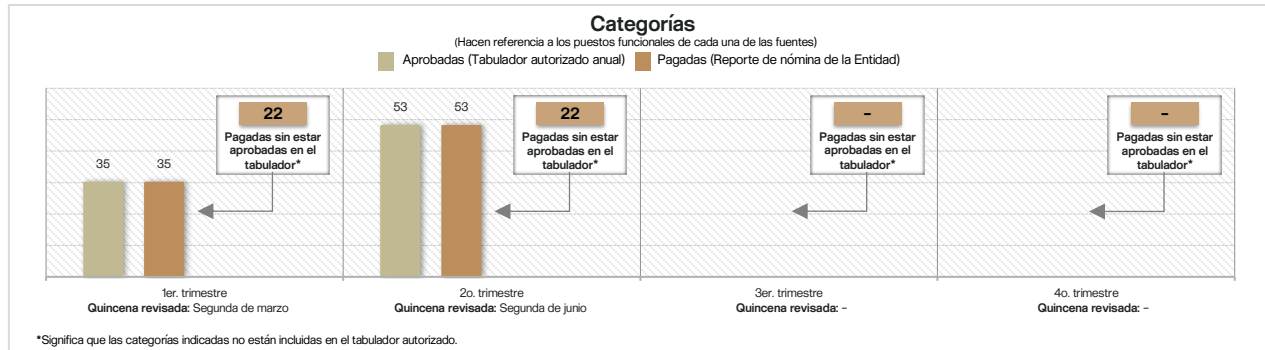 Categorías
(Hacen referencia a los puestos funcionales de cada una de las fuentes)
Aprobadas (Tabulador autorizado anual)
Pagadas (Reporte de nómina de la Entidad)
35
35
22
Pagadas sin estar
aprobadas en el
tabulador*
53
53
22
Pagadas sin estar
aprobadas en el
tabulador*
-
Pagadas sin estar
aprobadas en el
tabulador*
-
Pagadas sin estar
aprobadas en el
tabulador*
1er. trimestre
Quincena revisada: Segunda de marzo
2o. trimestre
Quincena revisada: Segunda de junio
3er. trimestre
Quincena revisada: -
4o. trimestre
Quincena revisada: -
*Significa que las categorías indicadas no están incluidas en el tabulador autorizado.